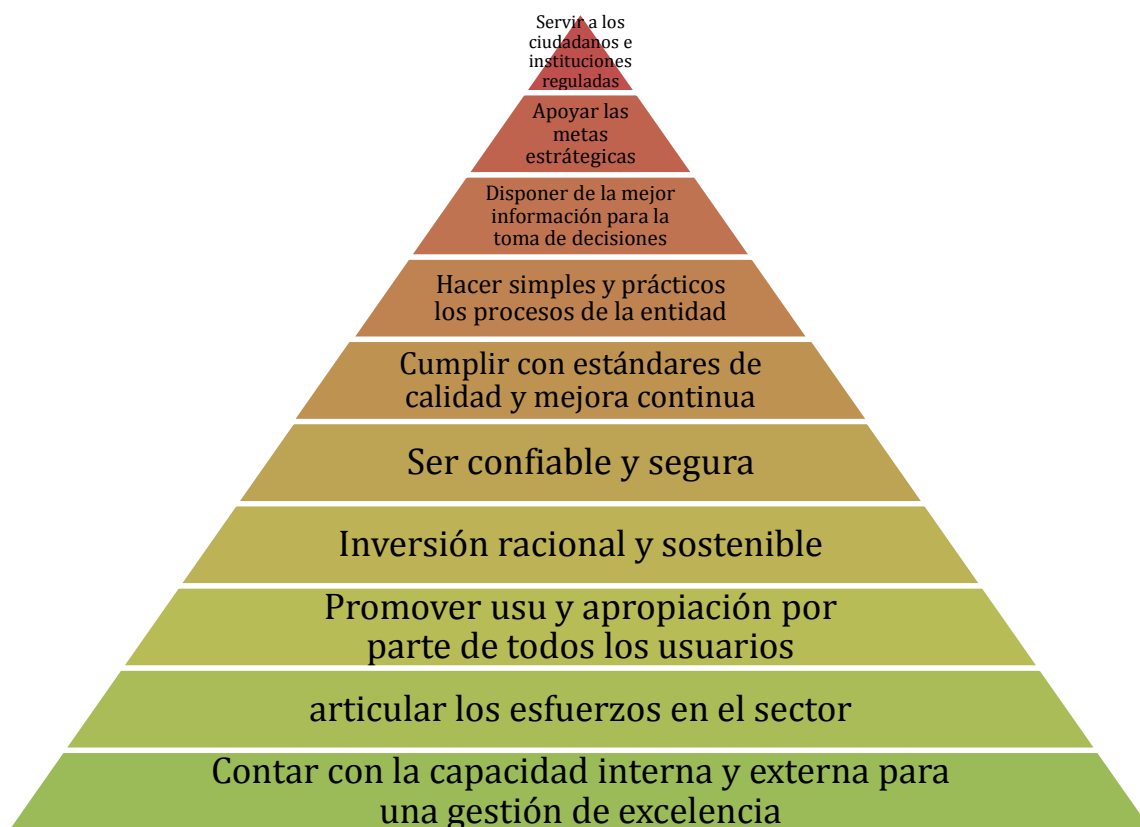 Servir a los
ciudadanos e
instituciones
reguladas
Apoyar las
metas
estrátegicas
Disponer de la mejor
información para la
toma de decisiones
Hacer simples y prácticos
los procesos de la entidad
Cumplir con estándares de
calidad y mejora continua
Ser confiable y segura
Inversión racional y sostenible
Promover usu y apropiación por
parte de todos los usuarios
articular los esfuerzos en el sector
Contar con la capacidad interna y externa para
una gestión de excelencia